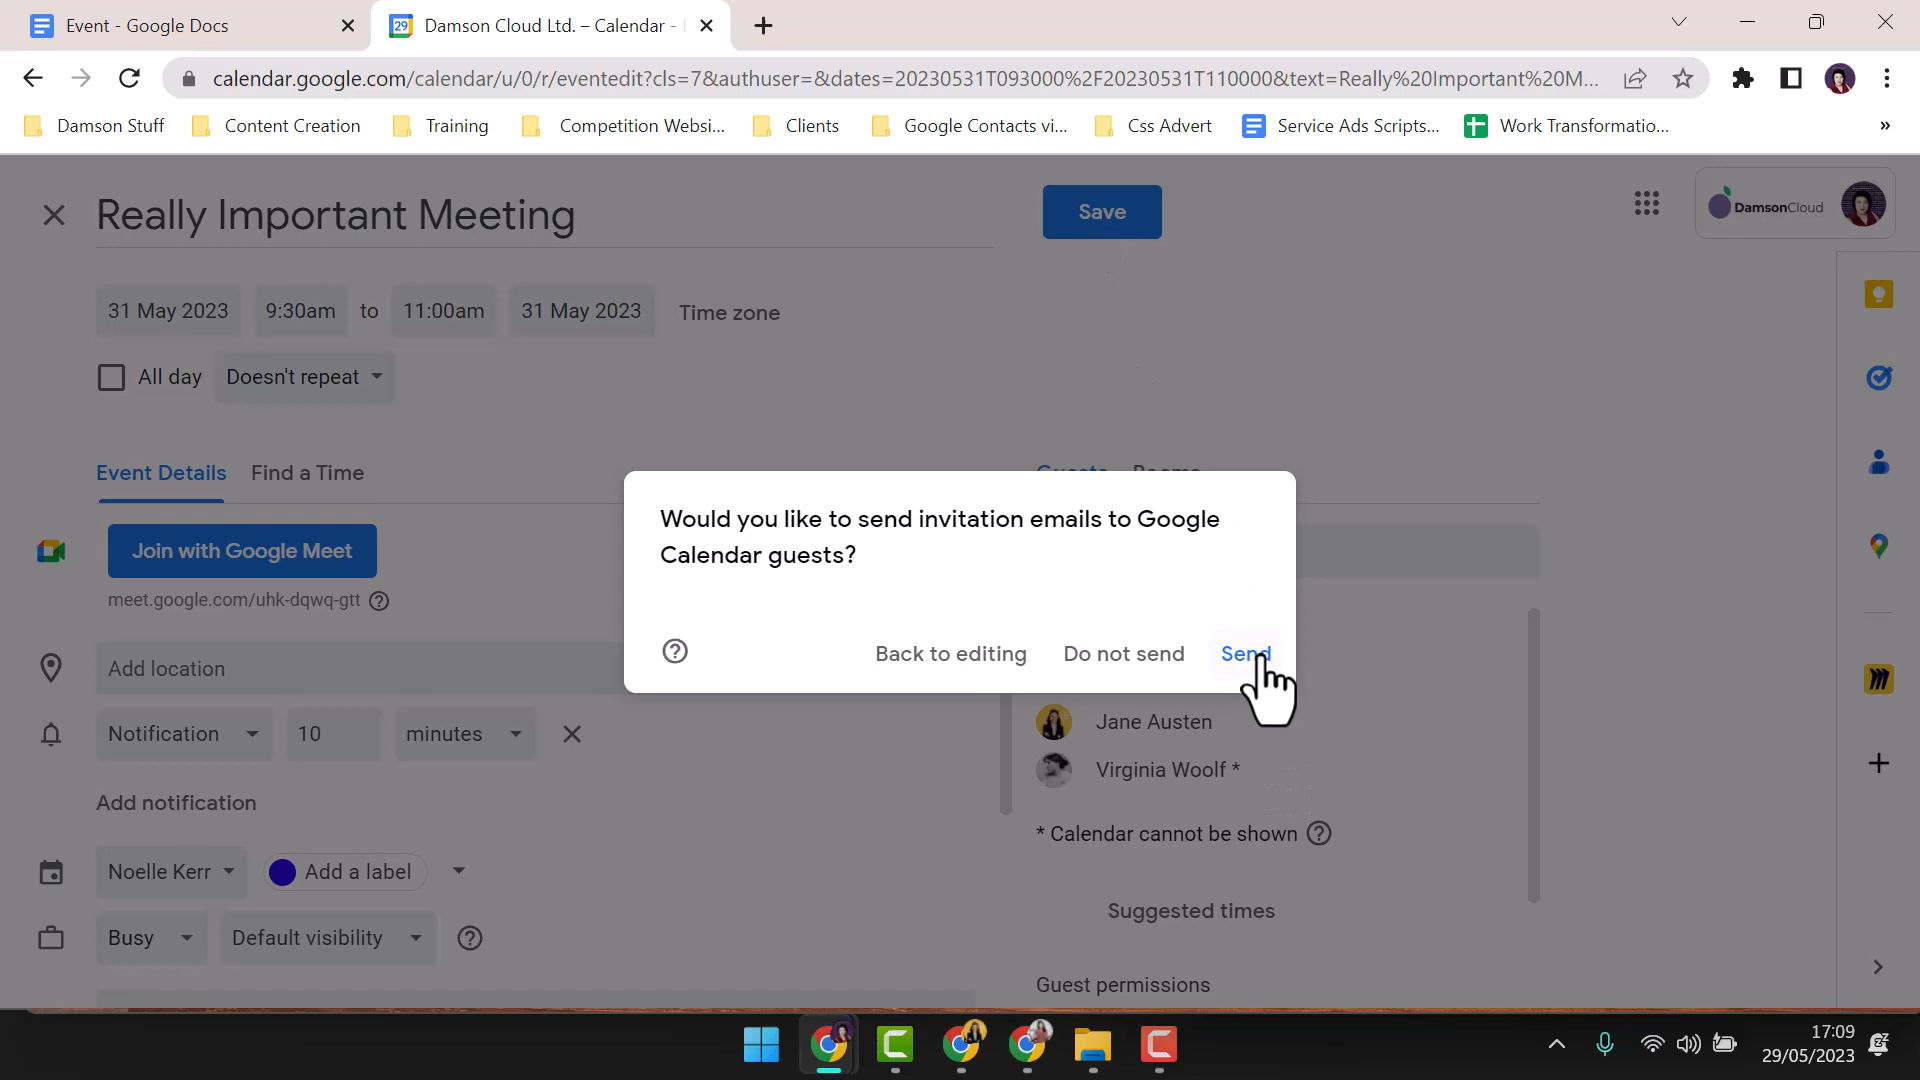 Event - Google Docs
Damson Cloud Ltd. – Calendar -
calendar.google.com/calendar/u/0/r/eventedit?cls=7&authuser=&dates=20230531T093000%2F20230531T110000&text=Really%20Important%20M...
Damson Stuff
Content Creation
Training
Competition Websi...
Clients
Google Contacts vi...
Css Advert
Service Ads Scripts...
Work Transformatio...
»
Really Important Meeting
Save
DamsonCloud
31 May 2023
9:30am
to
11:00am
31 May 2023
Time zone
All day
Doesn't repeat
Event Details
Find a Time
Guests
Rooms
Join with Google Meet
meet.google.com/uhk-dqwq-gtt
Would you like to send invitation emails to Google
Calendar guests?
Back to editing
Do not send
Send
Add location
Notification
10
minutes
Add notification
Jane Austen
Virginia Woolf *
* Calendar cannot be shown
Noelle Kerr
Add a label
Suggested times
Busy
Default visibility
Guest permissions
17:09
29/05/2023